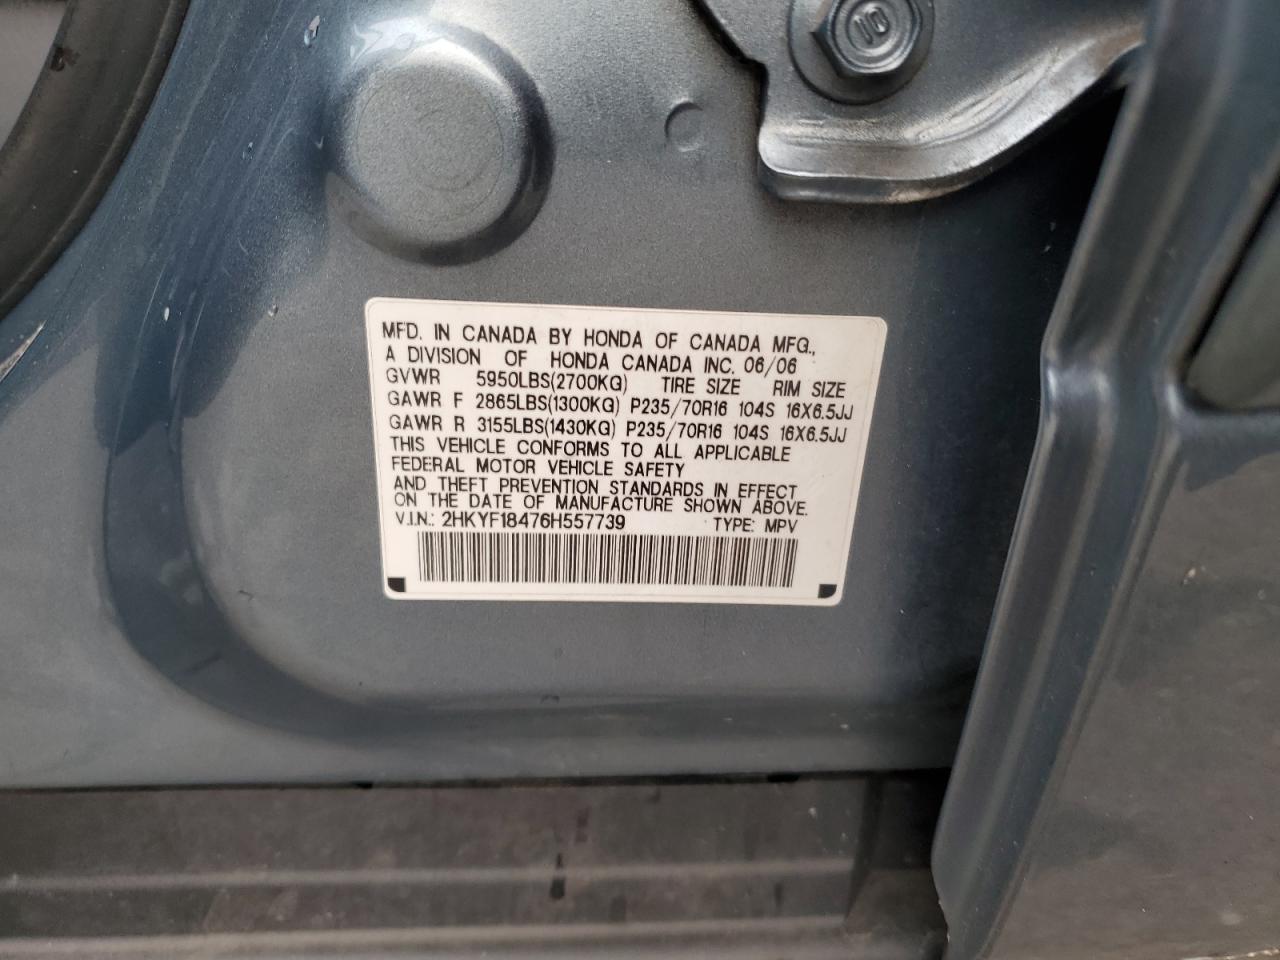 10
MFD. IN CANADA BY HONDA OF CANADA MFG.,
A DIVISION OF HONDA CANADA INC. 06/06
GVWR 5950LBS(2700KG) TIRE SIZE RIM SIZE
GAWR F 2865LBS(1300KG) P235/70R16 104S 16X6.5JJ
GAWR R 3155LBS(1430KG) P235/70R16 104S 16X6.5JJ
THIS VEHICLE CONFORMS TO ALL APPLICABLE
FEDERAL MOTOR VEHICLE SAFETY
AND THEFT PREVENTION STANDARDS IN EFFECT
ON THE DATE OF MANUFACTURE SHOWN ABOVE.
V.I.N.: 2HKYF18476H557739 TYPE: MPV